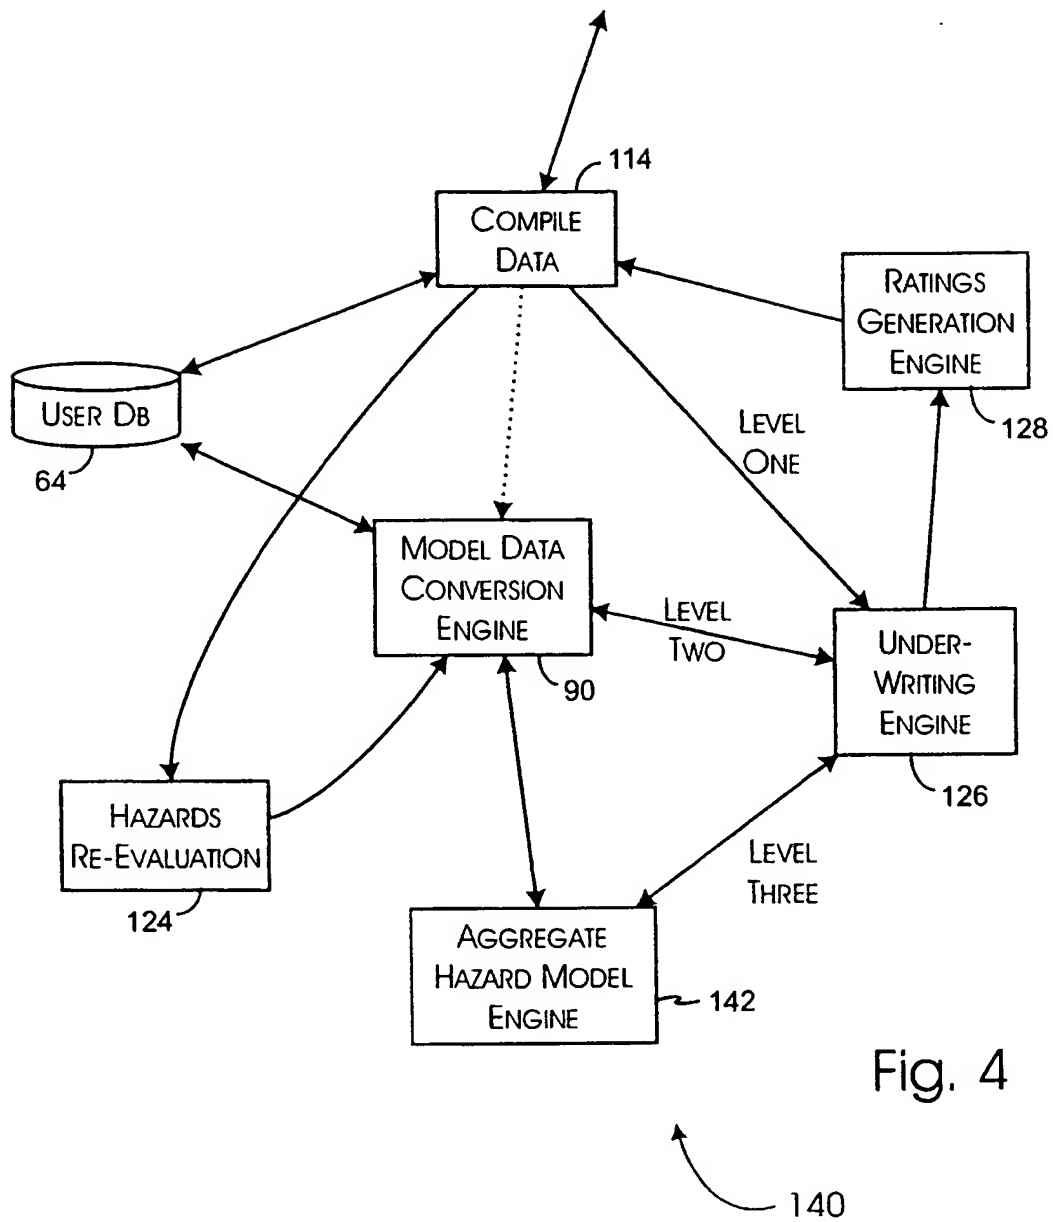 114
COMPILE
DATA
RATINGS
GENERATION
ENGINE
128
USER DB
64
LEVEL
ONE
MODEL DATA
CONVERSION
ENGINE
90
LEVEL
TWO
UNDER-
WRITING
ENGINE
126
HAZARDS
RE-EVALUATION
124
LEVEL
THREE
AGGREGATE
HAZARD MODEL
ENGINE
142
Fig. 4
140